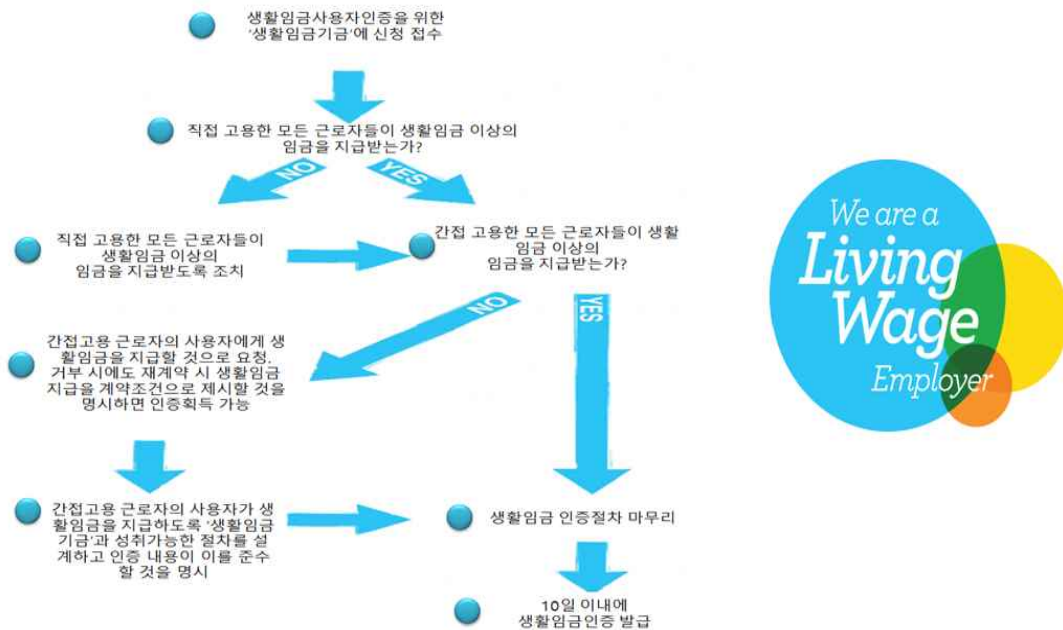 생활임금사용자인증을 위한
'생활임금기금'에 신청 접수
직접 고용한 모든 근로자들이 생활임금 이상의
임금을 지급받는가?
NO
YES
직접 고용한 모든 근로자들이
생활임금 이상의
임금을 지급받도록 조치
간접 고용한 모든 근로자들이 생활
임금 이상의
임금을 지급받는가?
NO
YES
간접고용 근로자의 사용자에게 생
활임금을 지급할 것으로 요청.
거부 시에도 재계약 시 생활임금
지급을 계약조건으로 제시할 것을
명시하면 인증획득 가능
간접고용 근로자의 사용자가 생
활임금을 지급하도록 '생활임금
기금'과 성취가능한 절차를 설
계하고 인증 내용이 이를 준수
할 것을 명시
생활임금 인증절차 마무리
10일 이내에
생활임금인증 발급
We are a
Living
Wage
Employer